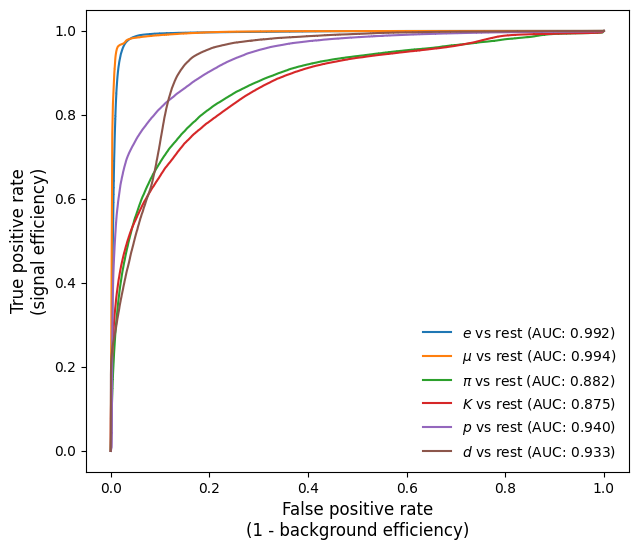 True positive rate
(signal efficiency)
1.0
0.8
0.6
0.4
0.2
0.0
e vs rest (AUC: 0.992)
μ vs rest (AUC: 0.994)
π vs rest (AUC: 0.882)
K vs rest (AUC: 0.875)
p vs rest (AUC: 0.940)
d vs rest (AUC: 0.933)
0.0 0.2 0.4 0.6 0.8 1.0
False positive rate
(1 - background efficiency)